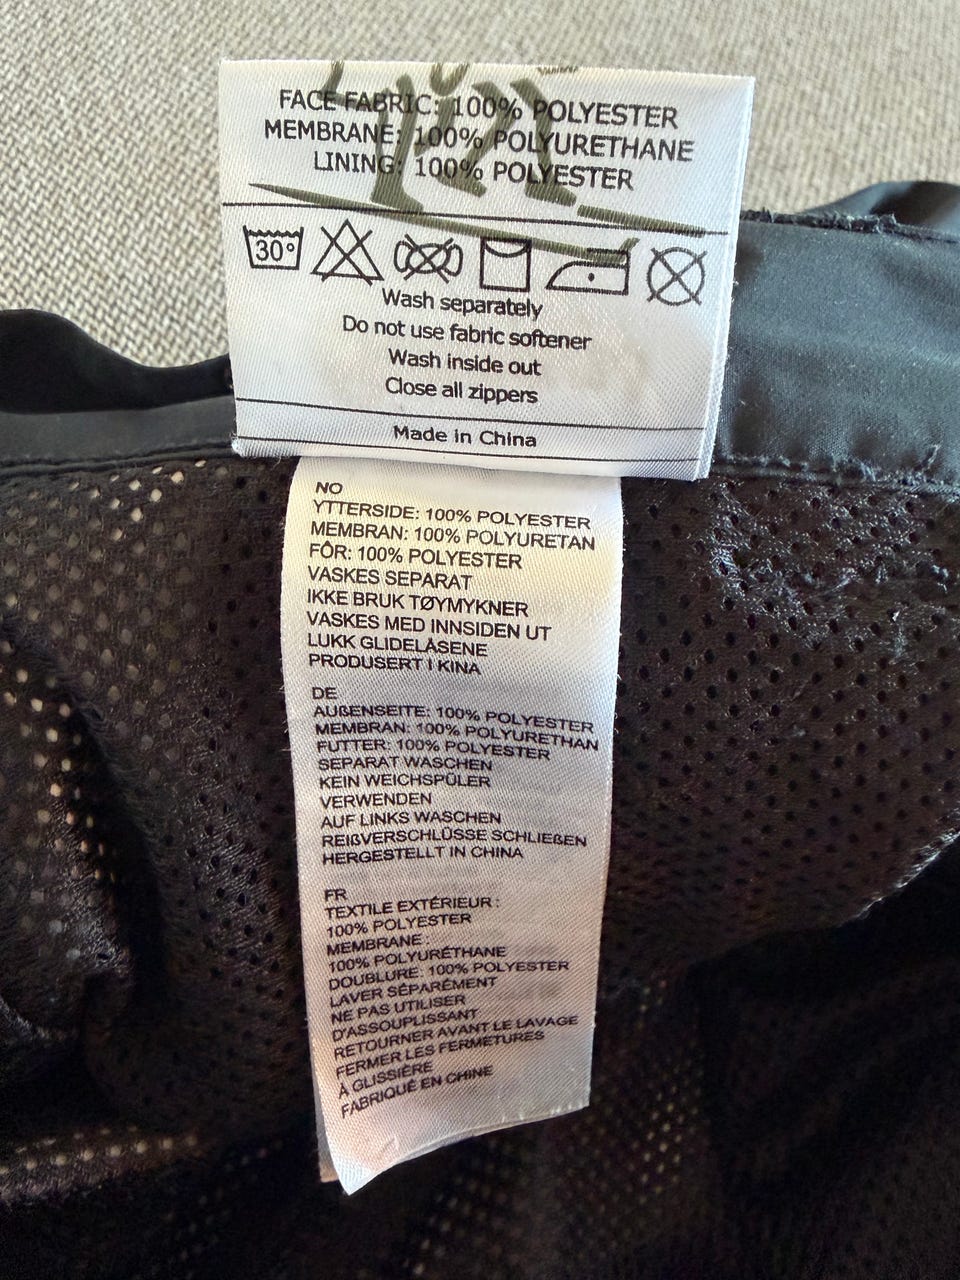 FACE FABRIC: 100% POLYESTER
MEMBRANE: 100% POLYURETHANE
LINING: 100% POLYESTER
30°
Wash separately
Do not use fabric softener
Wash inside out
Close all zippers
Made in China
NO
YTTERSIDE: 100% POLYESTER
MEMBRAN: 100% POLYURETAN
FÔR: 100% POLYESTER
VASKES SEPARAT
IKKE BRUK TØYMYKNER
VASKES MED INNSIDEN UT
LUKK GLIDELÅSENE
PRODUSERT I KINA
DE
AUßENSEITE: 100% POLYESTER
MEMBRAN: 100% POLYURETHAN
FUTTER: 100% POLYESTER
SEPARAT WASCHEN
KEIN WEICHSPÜLER
VERWENDEN
AUF LINKS WASCHEN
REIßVERSCHLÜSSE SCHLIEßEN
HERGESTELLT IN CHINA
FR
TEXTILE EXTÉRIEUR :
100% POLYESTER
MEMBRANE :
100% POLYURÉTHANE
DOUBLURE: 100% POLYESTER
LAVER SÉPARÉMENT
NE PAS UTILISER
D'ASSOUPLISSANT
RETOURNER AVANT LE LAVAGE
FERMER LES FERMETURES
À GLISSIÈRE
FABRIQUÉ EN CHINE